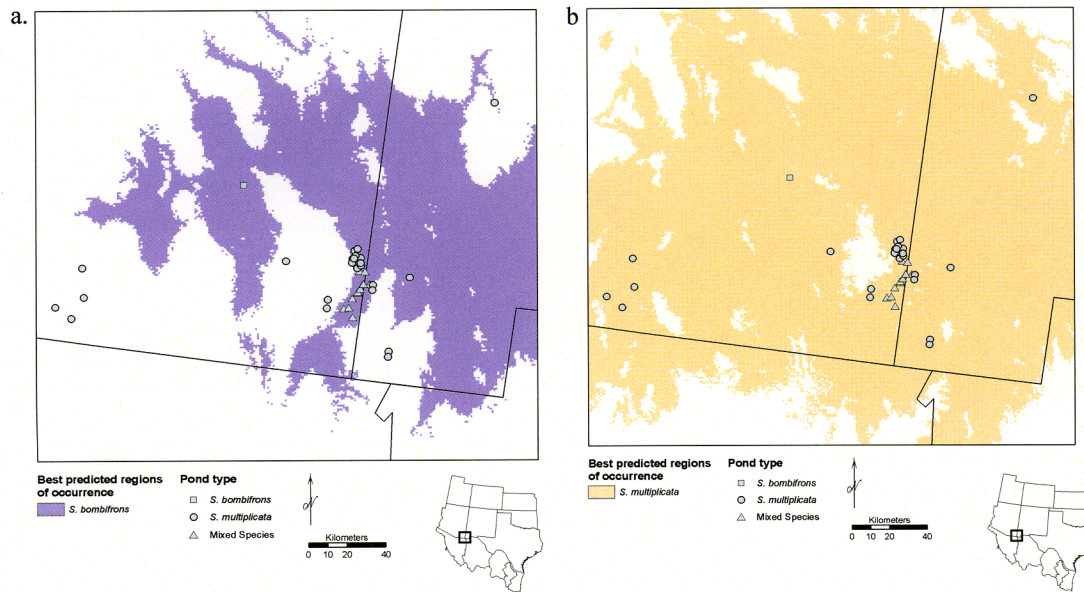 a.
Best predicted regions
of occurrence
S. bombifrons
Pond type
S. bombifrons
S. multiplicata
Mixed Species
N
Kilometers
0 10 20 40
b
Best predicted regions
of occurrence
S. multiplicata
Pond type
S. bombifrons
S. multiplicata
Mixed Species
N
Kilometers
0 10 20 40